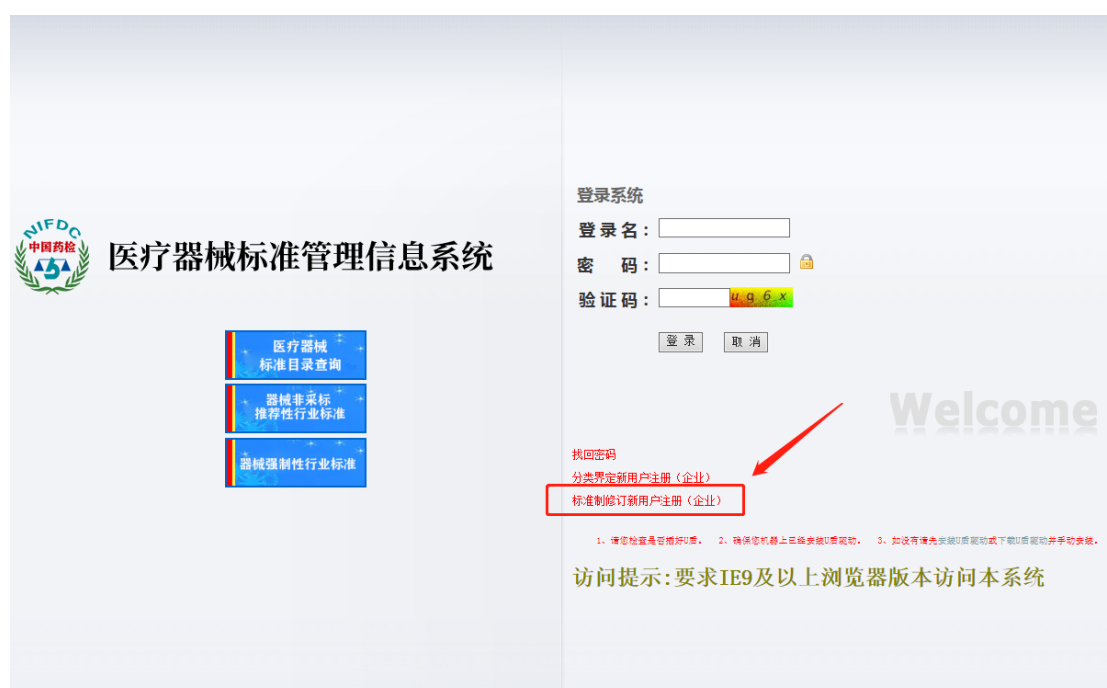 NIFDC
中国药检
医疗器械标准管理信息系统
医疗器械
标准目录查询
器械非采标
推荐性行业标准
器械强制性行业标准
登录系统
登录名:
密 码:
验证码: u q 6 x
登 录 取 消
Welcome
找回密码
分类界定新用户注册（企业）
标准制修订新用户注册（企业）
1、请您检查是否插好U盾。 2、确保您机器上已经安装U盾驱动。 3、如没有请先安装U盾驱动或下载U盾驱动并手动安装。
访问提示:要求IE9及以上浏览器版本访问本系统